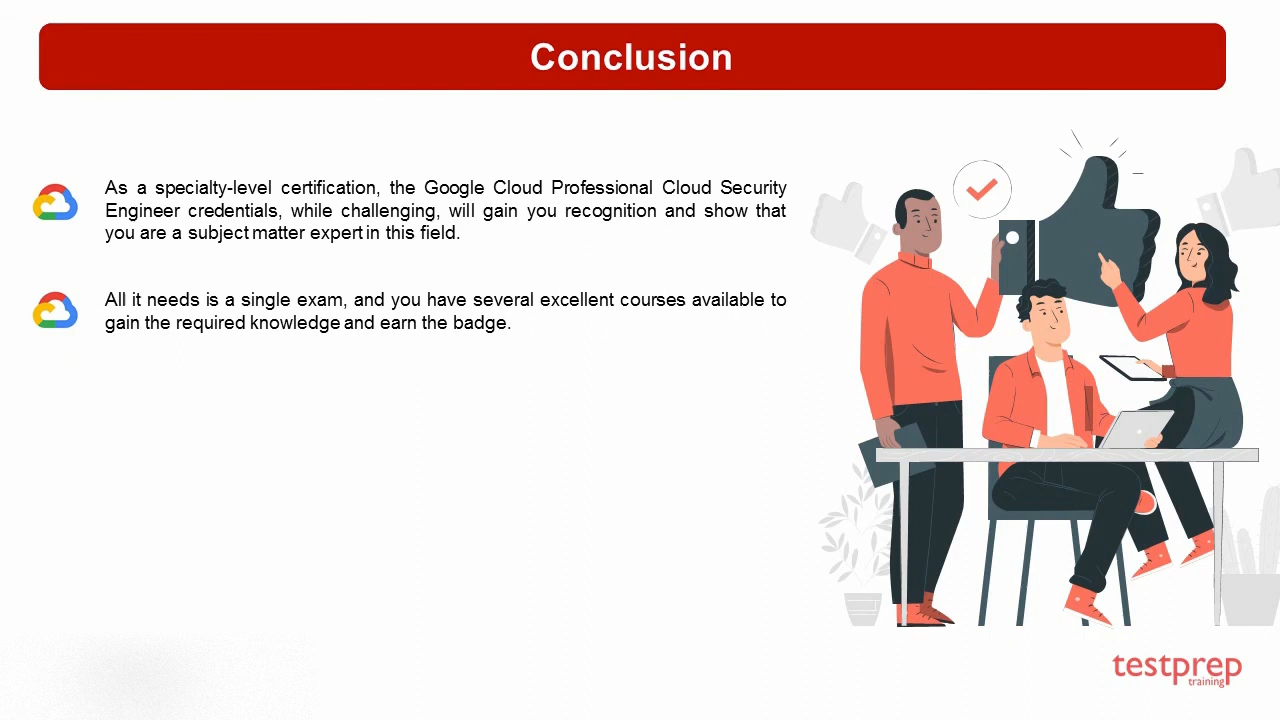 Conclusion
As a specialty-level certification, the Google Cloud Professional Cloud Security
Engineer credentials, while challenging, will gain you recognition and show that
you are a subject matter expert in this field.
All it needs is a single exam, and you have several excellent courses available to
gain the required knowledge and earn the badge.
testprep
training